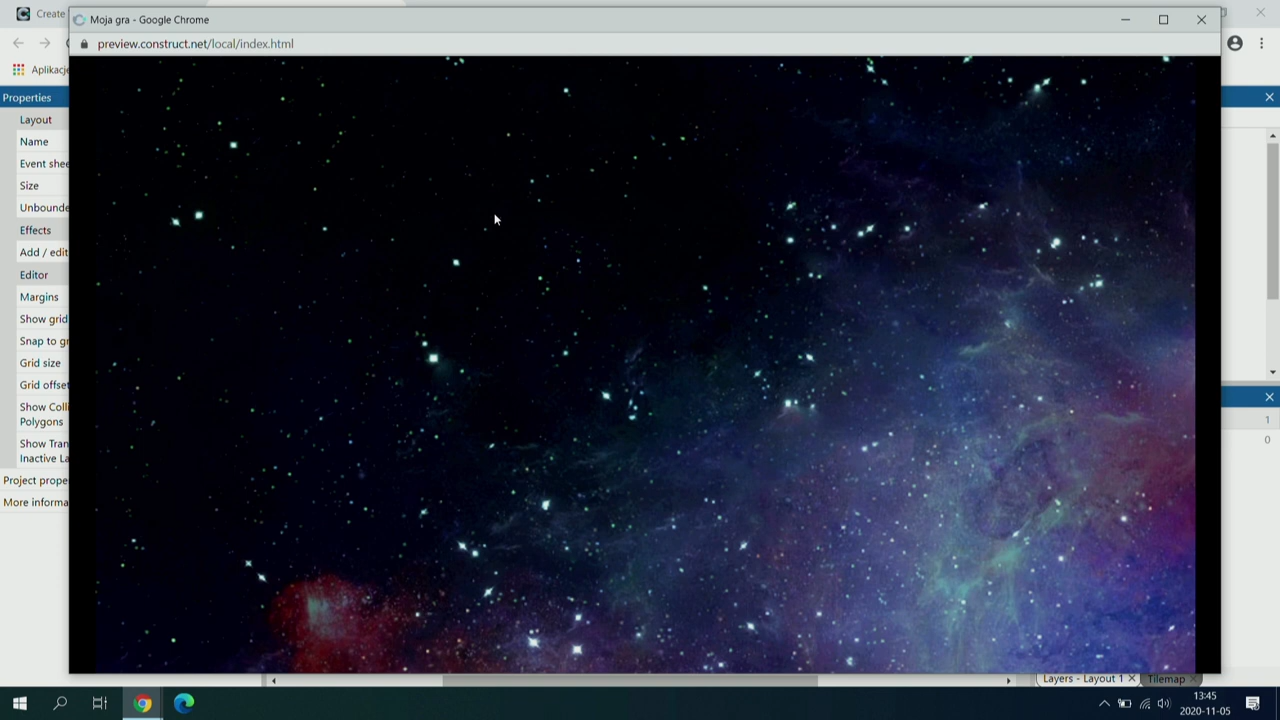 Create
Moja gra - Google Chrome
preview.construct.net/local/index.html
Aplikacje
Properties
Layout
Name
Event shee
Size
Unbounde
Effects
Add / edit
Editor
Margins
Show grid
Snap to gr
Grid size
Grid offset
Show Colli
Polygons
Show Tran
Inactive La
Project prope
More informa
1
0
Layers - Layout 1
Tilemap
13:45
2020-11-05